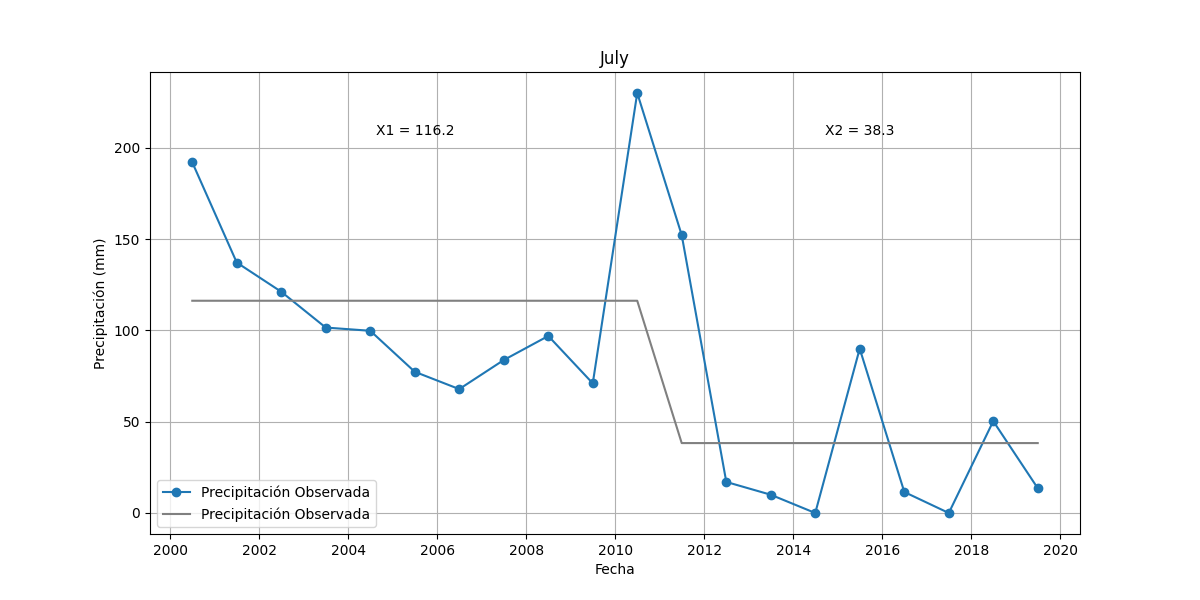 July
X1 = 116.2
X2 = 38.3
Precipitación (mm)
200
150
100
50
0
Precipitación Observada
Precipitación Observada
2000 2002 2004 2006 2008 2010 2012 2014 2016 2018 2020
Fecha